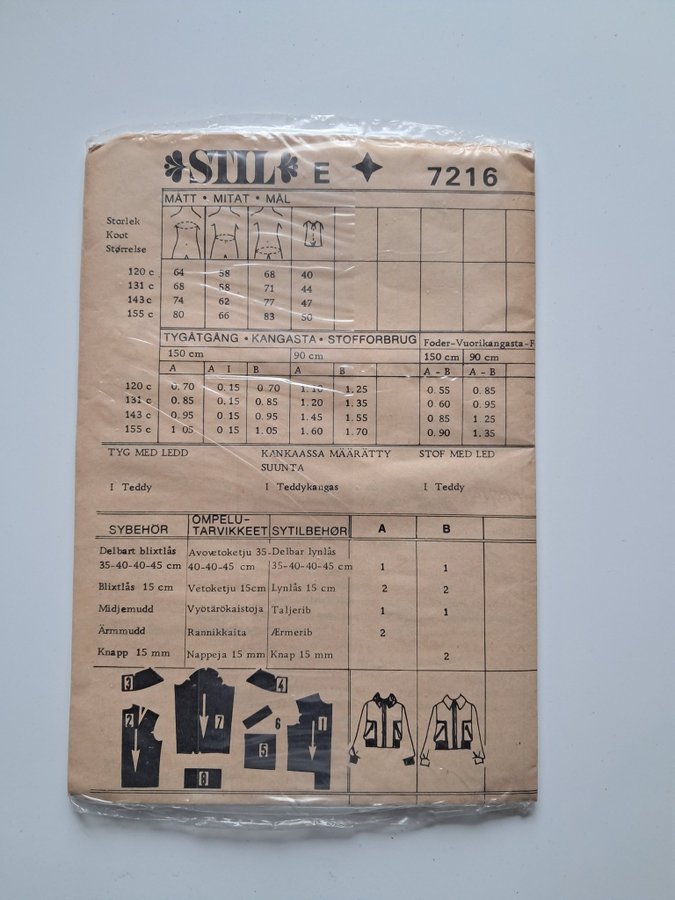 STIL E 7216
MÅTT • MITAT • MÅL
Storlek
Koot
Størrelse
120 c 64 58 68 40
131 c 68 58 71 44
143 c 74 62 77 47
155 c 80 66 83 50
TYGÅTGÅNG • KANGASTA • STOFFORBRUG Foder-Vuorikangasta-F
150 cm 90 cm 150 cm 90 cm
A A I B A B A - B A - B
120 c 0. 70 0. 15 0 70 1. 10 1. 25 0. 55 0. 85
131 c 0. 85 0. 15 0. 85 1. 20 1. 35 0 60 0. 95
143 c 0. 95 0 15 0. 95 1. 45 1. 55 0 85 1. 25
155 c 1 05 0 15 1. 05 1. 60 1. 70 0. 90 1. 35
TYG MED LEDD KANKAASSA MÄÄRÄTTY STOF MED LED
SUUNTA
I Teddy I Teddykangas I Teddy
SYBEHÖR OMPELU-TARVIKKEET SYTILBEHØR A B
Delbart blixtlås Avovetoketju 35- Delbar lynlås
35-40-40-45 cm 40-40-45 cm 35-40-40-45 cm 1 1
Blixtlås 15 cm Vetoketju 15cm Lynlås 15 cm 2 2
Midjemudd Vyötärökaistoja Taljerib 1 1
Ärmmudd Rannikkaita Ærmerib 2
Knapp 15 mm Nappeja 15 mm Knap 15 mm 2
3 4
2 7 6 1
5
8